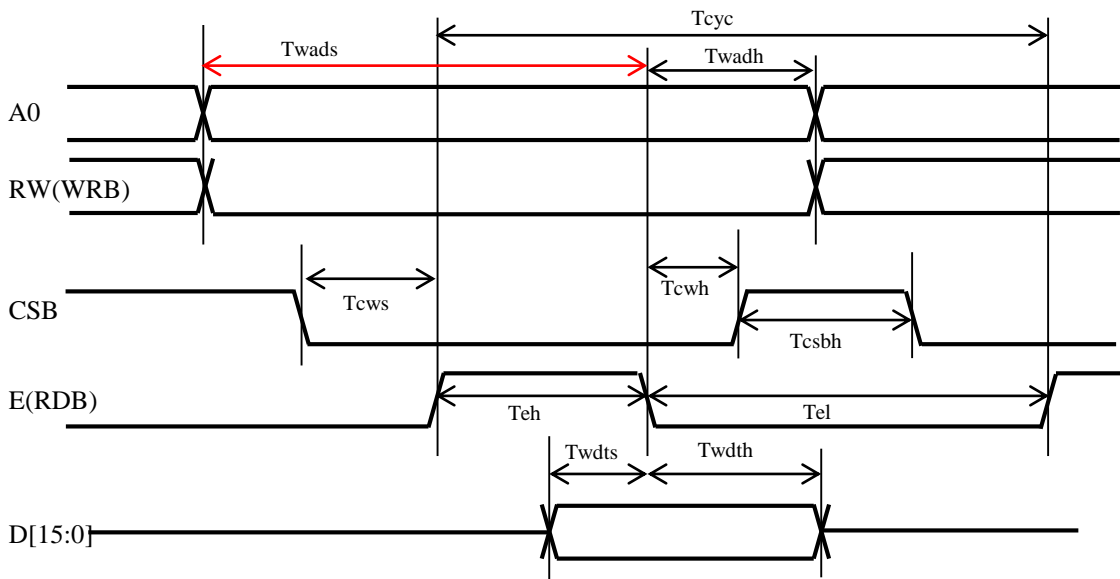 Tcyc
Twads
Twadh
A0
RW(WRB)
Tcws
Tcwh
CSB
Tcsbh
E(RDB)
Teh
Tel
Twdts
Twdth
D[15:0]